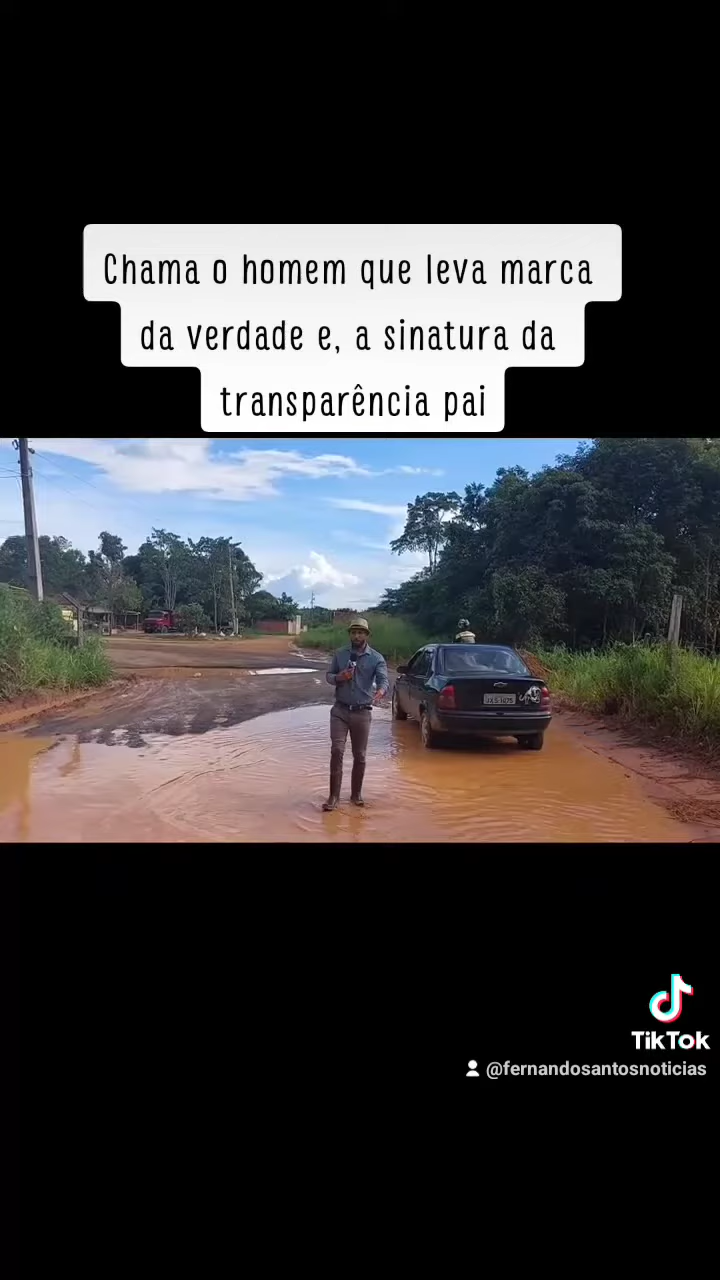 Chama o homem que leva marca
da verdade e, a sinatura da
transparência pai
TikTok
@fernandosantosnoticias